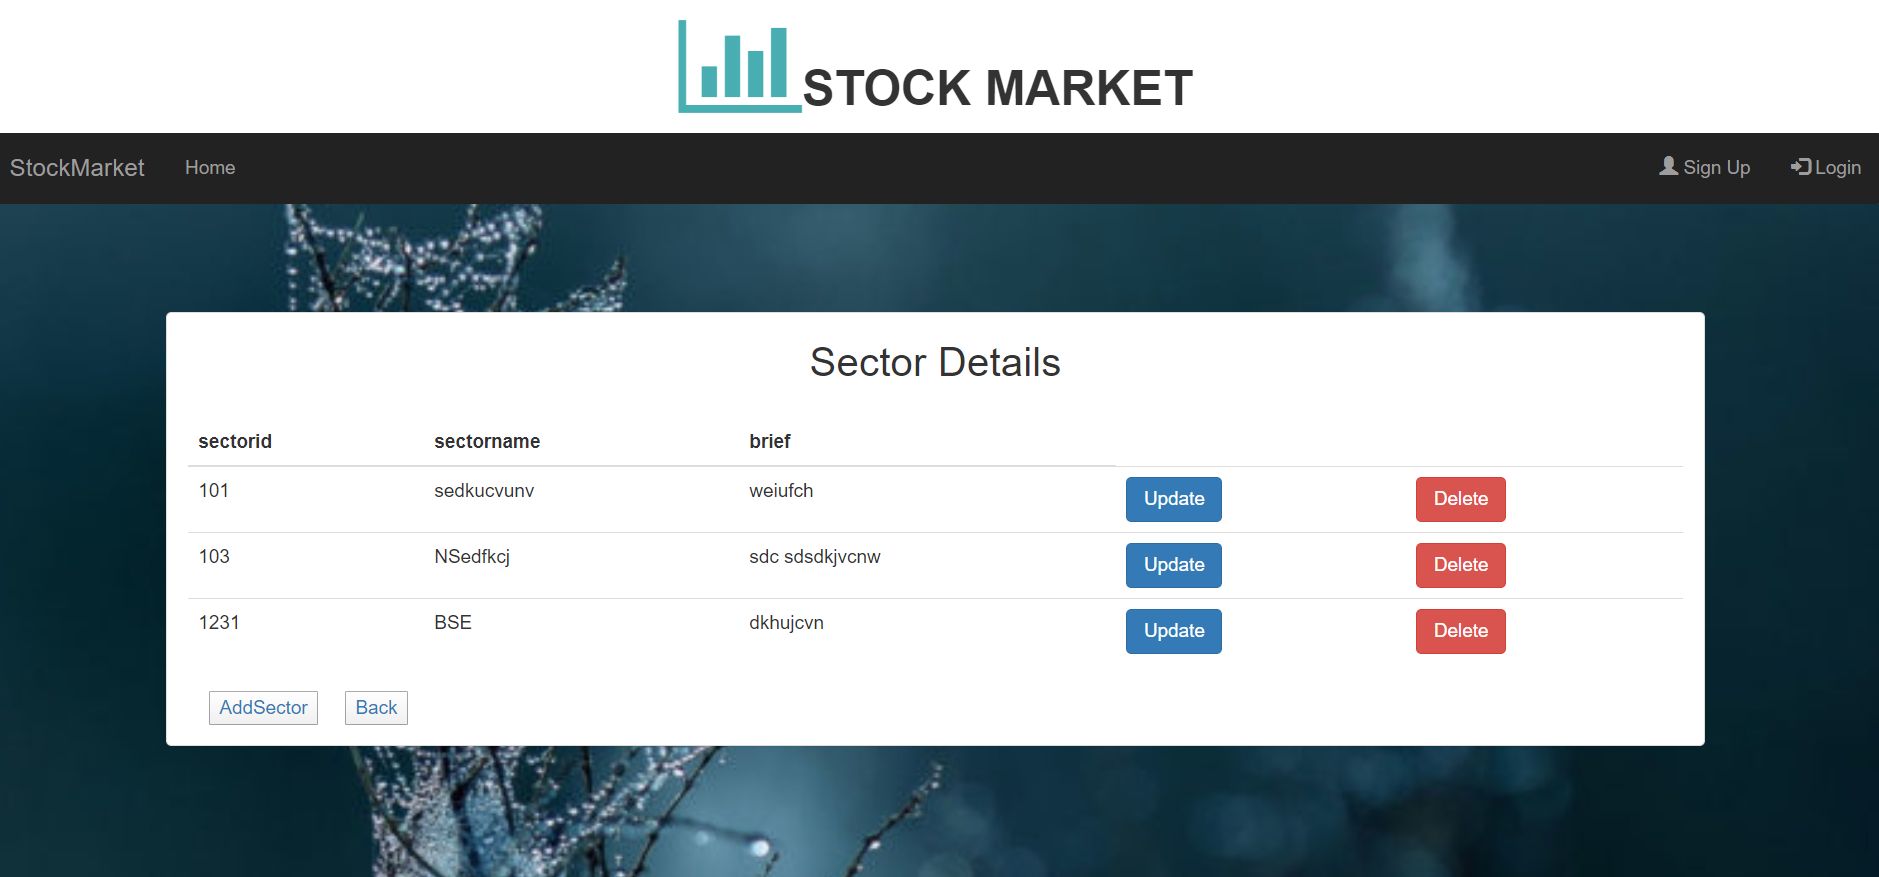 STOCK MARKET
StockMarket Home Sign Up Login
Sector Details
sectorid sectorname brief
101 sedkucvunv weiufch Update Delete
103 NSedfkcj sdc sdsdkjvcnw Update Delete
1231 BSE dkhujcvn Update Delete
AddSector Back